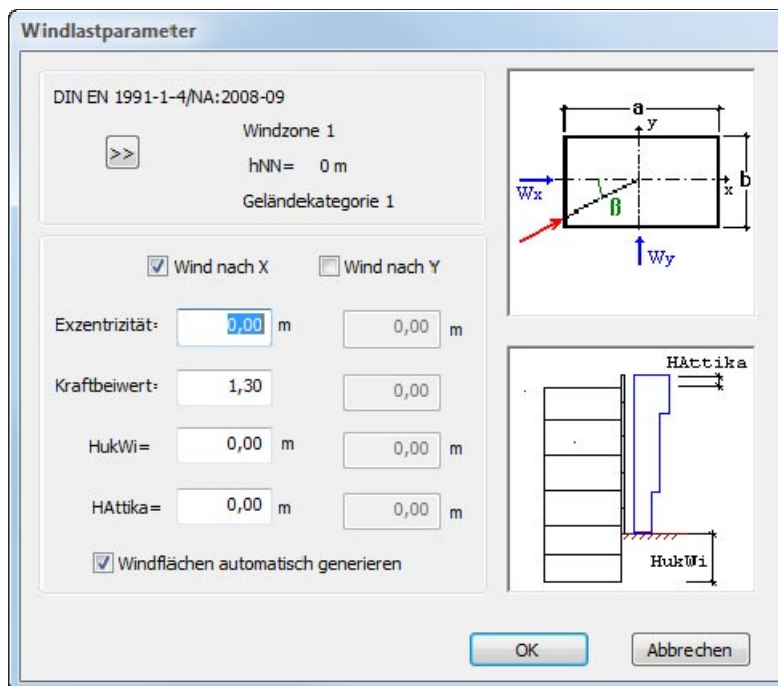 Windlastparameter
DIN EN 1991-1-4/NA:2008-09
>>
Windzone 1
hNN= 0 m
Geländekategorie 1
Wind nach X Wind nach Y
Exzentrizität= 0,00 m 0,00 m
Kraftbeiwert= 1,30 0,00
HukWi= 0,00 m 0,00 m
HAttika= 0,00 m 0,00 m
Windflächen automatisch generieren
a
y
b
x
Wx
β
Wy
HAttika
HukWi
OK Abbrechen